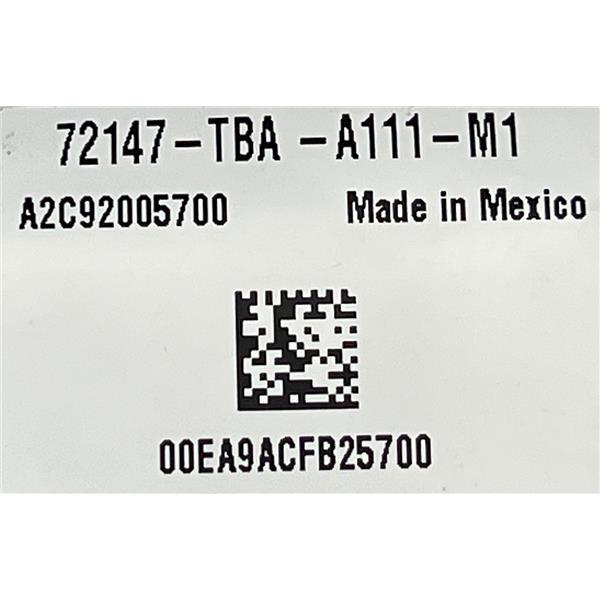 72147-TBA-A111-M1
A2C92005700 Made in Mexico
00EA9ACFB25700